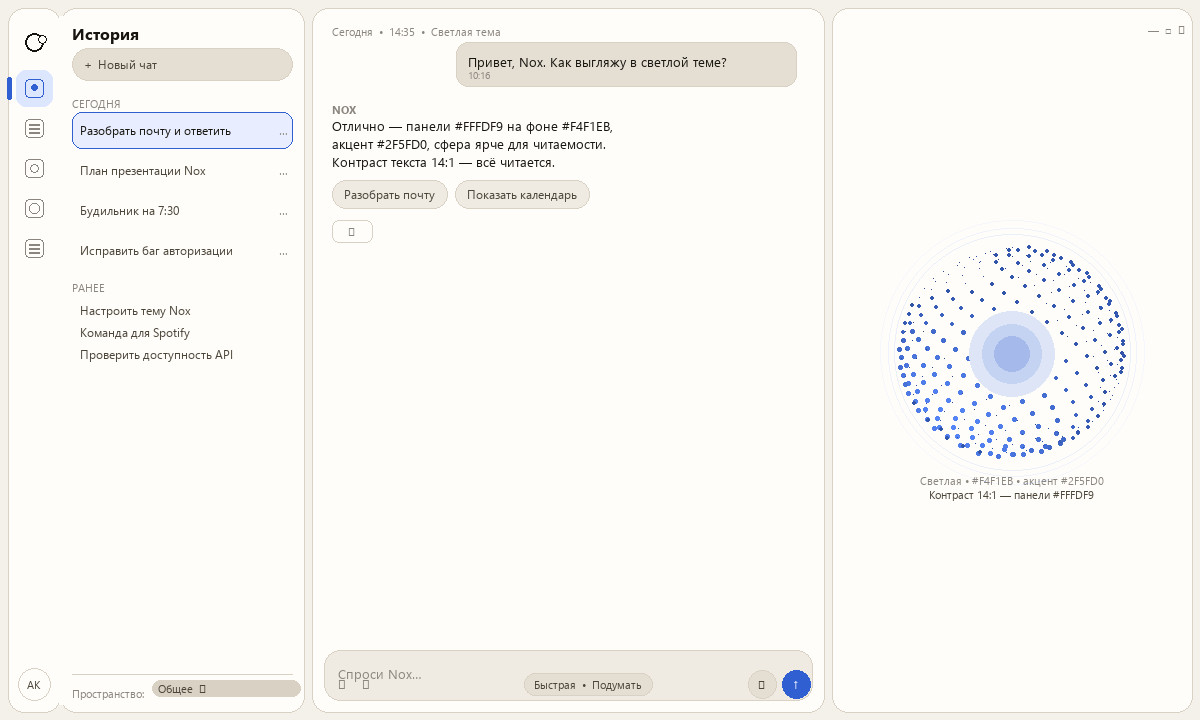 История
+ Новый чат
СЕГОДНЯ
Разобрать почту и ответить ...
План презентации Nox ...
Будильник на 7:30 ...
Исправить баг авторизации ...
РАНЕЕ
Настроить тему Nox
Команда для Spotify
Проверить доступность API
АК
Пространство: Общее
Сегодня • 14:35 • Светлая тема
Привет, Nox. Как выгляжу в светлой теме?
10:16
NOX
Отлично — панели #FFFDF9 на фоне #F4F1EB,
акцент #2F5FD0, сфера ярче для читаемости.
Контраст текста 14:1 — всё читается.
Разобрать почту
Показать календарь
Спроси Nox...
Быстрая • Подумать
↑
Светлая • #F4F1EB • акцент #2F5FD0
Контраст 14:1 — панели #FFFDF9